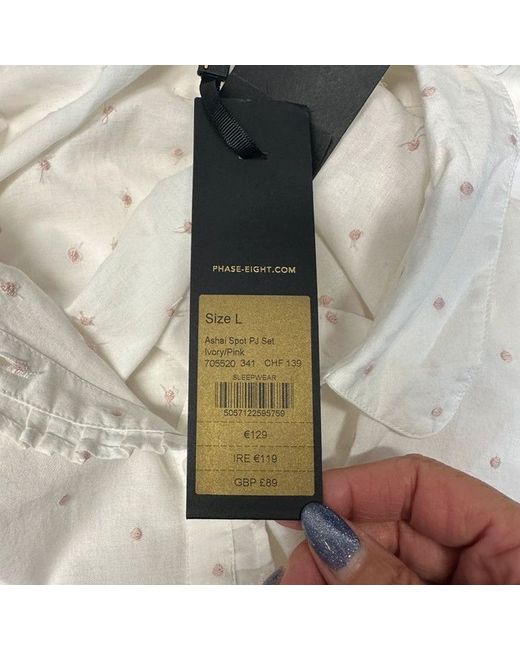 PHASE-EIGHT.COM
Size L
Ashai Spot PJ Set
Ivory/Pink
705520 341 CHF 139
SLEEPWEAR
5057122595759
€129
IRE €119
GBP £89